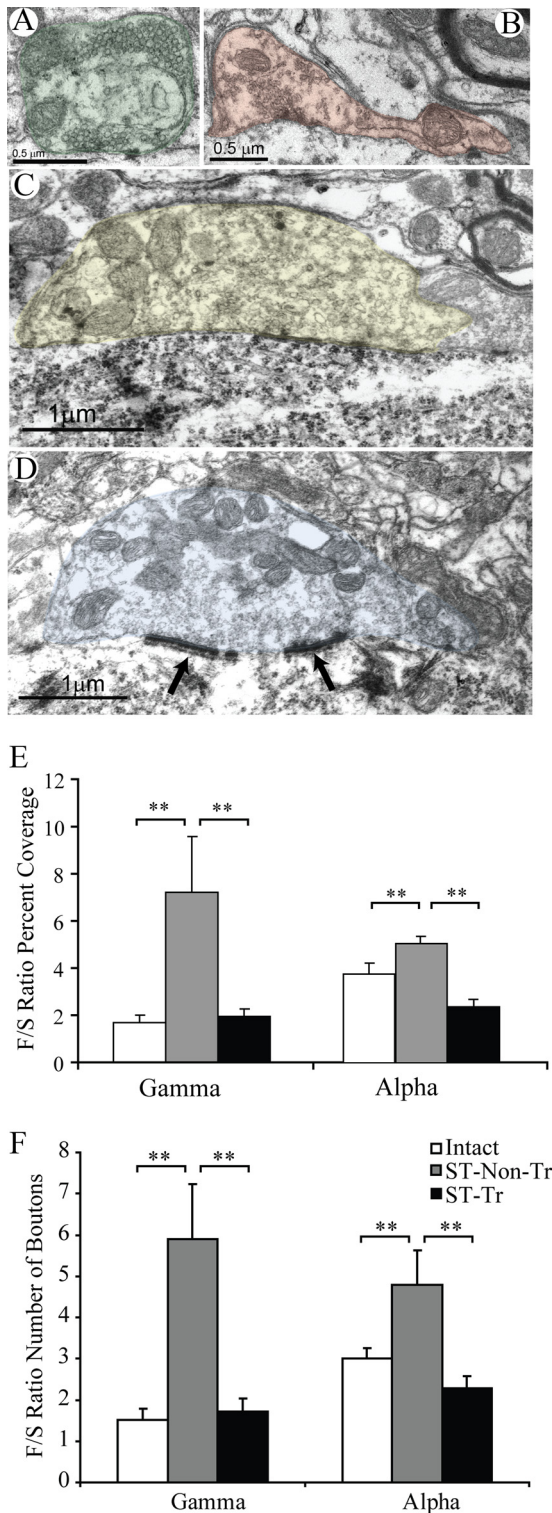 A
0.5 μm
B
0.5 μm
C
1μm
D
1μm
E
F/S Ratio Percent Coverage
12
10
8
6
4
2
0
** **
** **
Gamma Alpha
F
F/S Ratio Number of Boutons
8
7
6
5
4
3
2
1
0
** **
** **
Intact
ST-Non-Tr
ST-Tr
Gamma Alpha